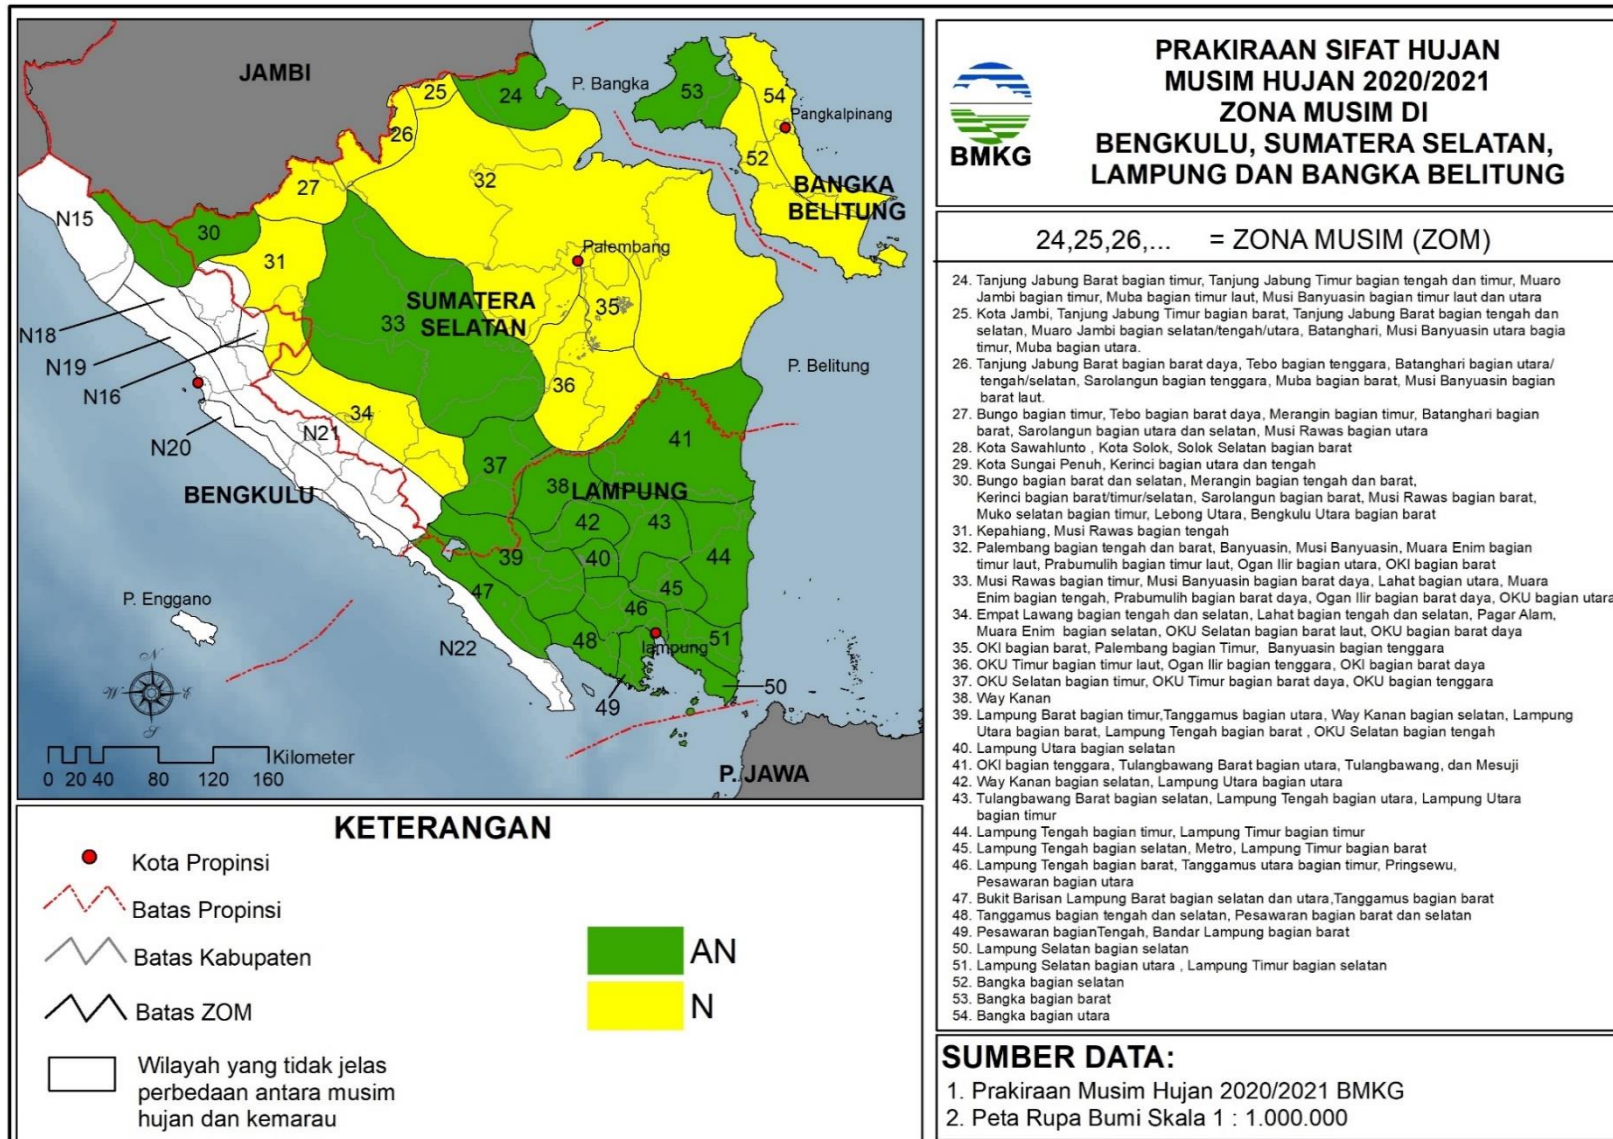 JAMBI
P. Bangka
25
24
53
54
Pangkalpinang
26
52
32
27
BANGKA
BELITUNG
N15
30
31
Palembang
SUMATERA
SELATAN
33
35
N18
N19
N16
36
P. Belitung
34
N20
N21
41
37
BENGKULU
38
LAMPUNG
42
43
39
40
44
47
45
P. Enggano
46
N22
48
lampung
51
50
49
N
W
E
S
Kilometer
0 20 40 80 120 160
P. JAWA
KETERANGAN
Kota Propinsi
Batas Propinsi
Batas Kabupaten
Batas ZOM
Wilayah yang tidak jelas
perbedaan antara musim
hujan dan kemarau
AN
N
BMKG
PRAKIRAAN SIFAT HUJAN
MUSIM HUJAN 2020/2021
ZONA MUSIM DI
BENGKULU, SUMATERA SELATAN,
LAMPUNG DAN BANGKA BELITUNG
24,25,26,... = ZONA MUSIM (ZOM)
24. Tanjung Jabung Barat bagian timur, Tanjung Jabung Timur bagian tengah dan timur, Muaro
Jambi bagian timur, Muba bagian timur laut, Musi Banyuasin bagian timur laut dan utara
25. Kota Jambi, Tanjung Jabung Timur bagian barat, Tanjung Jabung Barat bagian tengah dan
selatan, Muaro Jambi bagian selatan/tengah/utara, Batanghari, Musi Banyuasin utara bagia
timur, Muba bagian utara.
26. Tanjung Jabung Barat bagian barat daya, Tebo bagian tenggara, Batanghari bagian utara/
tengah/selatan, Sarolangun bagian tenggara, Muba bagian barat, Musi Banyuasin bagian
barat laut.
27. Bungo bagian timur, Tebo bagian barat daya, Merangin bagian timur, Batanghari bagian
barat, Sarolangun bagian utara dan selatan, Musi Rawas bagian utara
28. Kota Sawahlunto , Kota Solok, Solok Selatan bagian barat
29. Kota Sungai Penuh, Kerinci bagian utara dan tengah
30. Bungo bagian barat dan selatan, Merangin bagian tengah dan barat,
Kerinci bagian barat/timur/selatan, Sarolangun bagian barat, Musi Rawas bagian barat,
Muko selatan bagian timur, Lebong Utara, Bengkulu Utara bagian barat
31. Kepahiang, Musi Rawas bagian tengah
32. Palembang bagian tengah dan barat, Banyuasin, Musi Banyuasin, Muara Enim bagian
timur laut, Prabumulih bagian timur laut, Ogan Ilir bagian utara, OKI bagian barat
33. Musi Rawas bagian timur, Musi Banyuasin bagian barat daya, Lahat bagian utara, Muara
Enim bagian tengah, Prabumulih bagian barat daya, Ogan Ilir bagian barat daya, OKU bagian utara
34. Empat Lawang bagian tengah dan selatan, Lahat bagian tengah dan selatan, Pagar Alam,
Muara Enim bagian selatan, OKU Selatan bagian barat laut, OKU bagian barat daya
35. OKI bagian barat, Palembang bagian Timur, Banyuasin bagian tenggara
36. OKU Timur bagian timur laut, Ogan Ilir bagian tenggara, OKI bagian barat daya
37. OKU Selatan bagian timur, OKU Timur bagian barat daya, OKU bagian tenggara
38. Way Kanan
39. Lampung Barat bagian timur,Tanggamus bagian utara, Way Kanan bagian selatan, Lampung
Utara bagian barat, Lampung Tengah bagian barat , OKU Selatan bagian tengah
40. Lampung Utara bagian selatan
41. OKI bagian tenggara, Tulangbawang Barat bagian utara, Tulangbawang, dan Mesuji
42. Way Kanan bagian selatan, Lampung Utara bagian utara
43. Tulangbawang Barat bagian selatan, Lampung Tengah bagian utara, Lampung Utara
bagian timur
44. Lampung Tengah bagian timur, Lampung Timur bagian timur
45. Lampung Tengah bagian selatan, Metro, Lampung Timur bagian barat
46. Lampung Tengah bagian barat, Tanggamus utara bagian timur, Pringsewu,
Pesawaran bagian utara
47. Bukit Barisan Lampung Barat bagian selatan dan utara,Tanggamus bagian barat
48. Tanggamus bagian tengah dan selatan, Pesawaran bagian barat dan selatan
49. Pesawaran bagianTengah, Bandar Lampung bagian barat
50. Lampung Selatan bagian selatan
51. Lampung Selatan bagian utara , Lampung Timur bagian selatan
52. Bangka bagian selatan
53. Bangka bagian barat
54. Bangka bagian utara
SUMBER DATA:
1. Prakiraan Musim Hujan 2020/2021 BMKG
2. Peta Rupa Bumi Skala 1 : 1.000.000